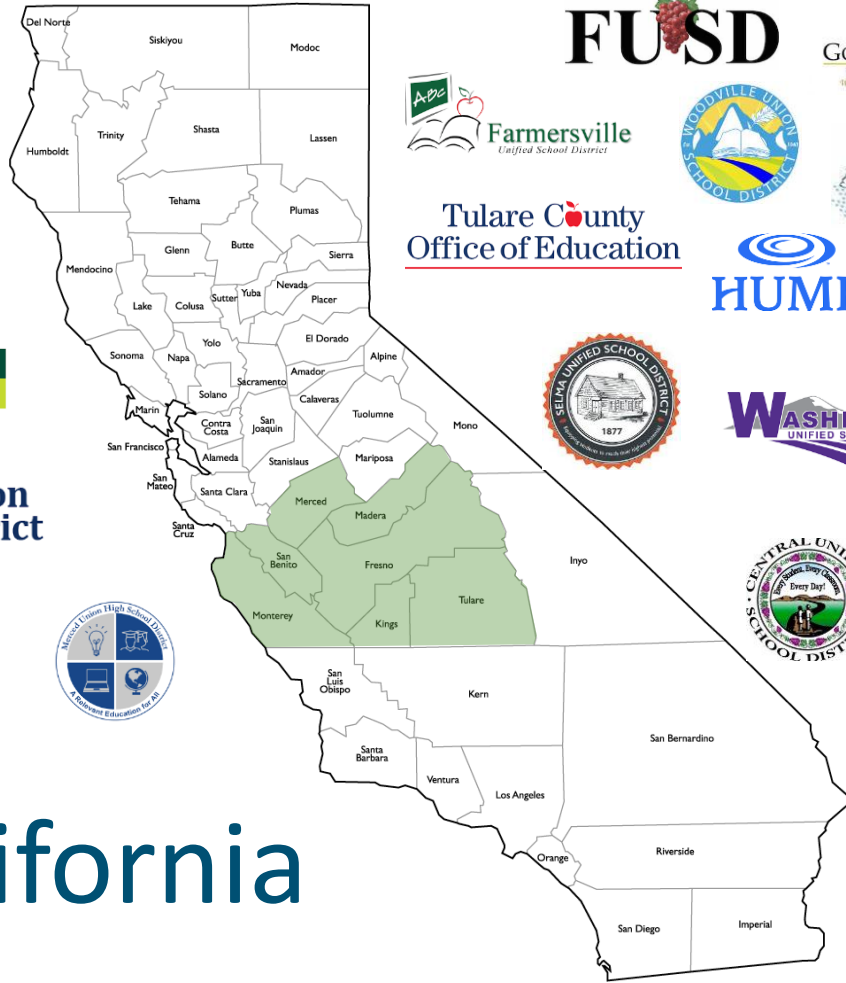 Del Norte
Siskiyou
Modoc
Humboldt
Trinity
Shasta
Lassen
Tehama
Plumas
Mendocino
Glenn
Butte
Sierra
Lake
Colusa
Sutter
Yuba
Nevada
Placer
Sonoma
Napa
Yolo
El Dorado
Sacramento
Amador
Alpine
Solano
Calaveras
Tuolumne
Marin
Contra
Costa
San
Joaquin
Mono
San Francisco
Alameda
Stanislaus
Mariposa
San
Mateo
Santa Clara
Merced
Santa
Cruz
Madera
San
Benito
Fresno
Inyo
Monterey
Kings
Tulare
San
Luis
Obispo
Kern
San Bernardino
Santa
Barbara
Ventura
Los Angeles
Orange
Riverside
San Diego
Imperial
FUSD
Go
ABC
Farmersville
Unified School District
WOODVILLE UNION
SCHOOL DISTRICT
Tulare County
Office of Education
HUM
SELMA UNIFIED SCHOOL DISTRICT
1877
WASH
UNIFIED S
CENTRAL UNI
Every Student, Every Classroom
Every Day!
SCHOOL DIST
on
ict
Merced Union High School District
A Relevant Education for All
ifornia